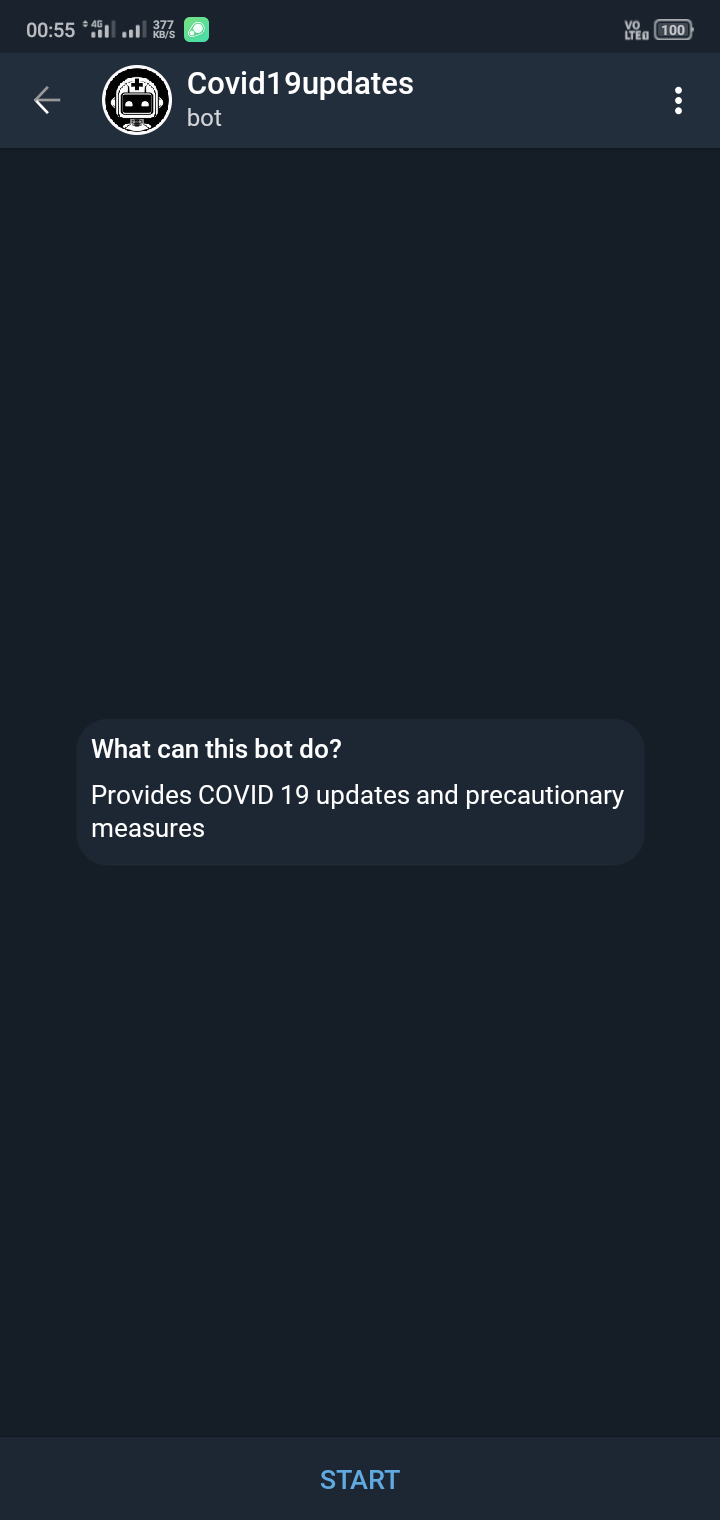 00:55 4G 377 KB/S VO LTE 100
Covid19updates
bot
What can this bot do?
Provides COVID 19 updates and precautionary
measures
START